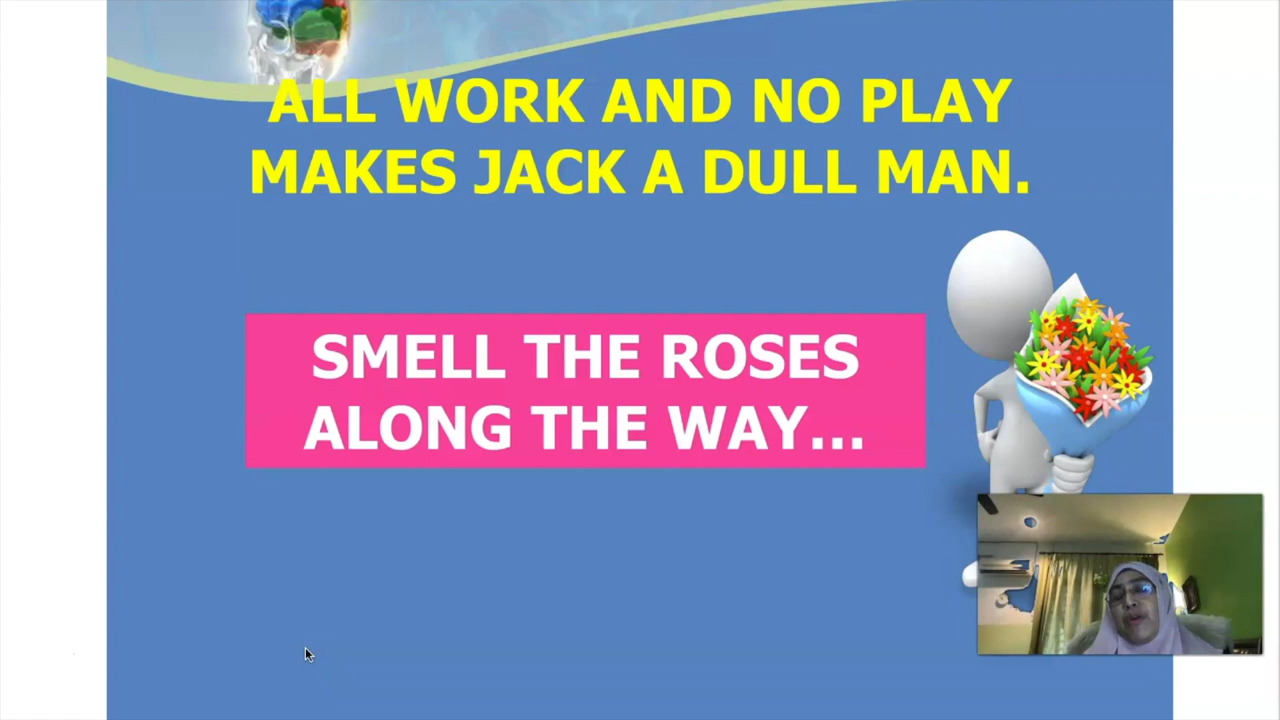 ALL WORK AND NO PLAY
MAKES JACK A DULL MAN.
SMELL THE ROSES
ALONG THE WAY...